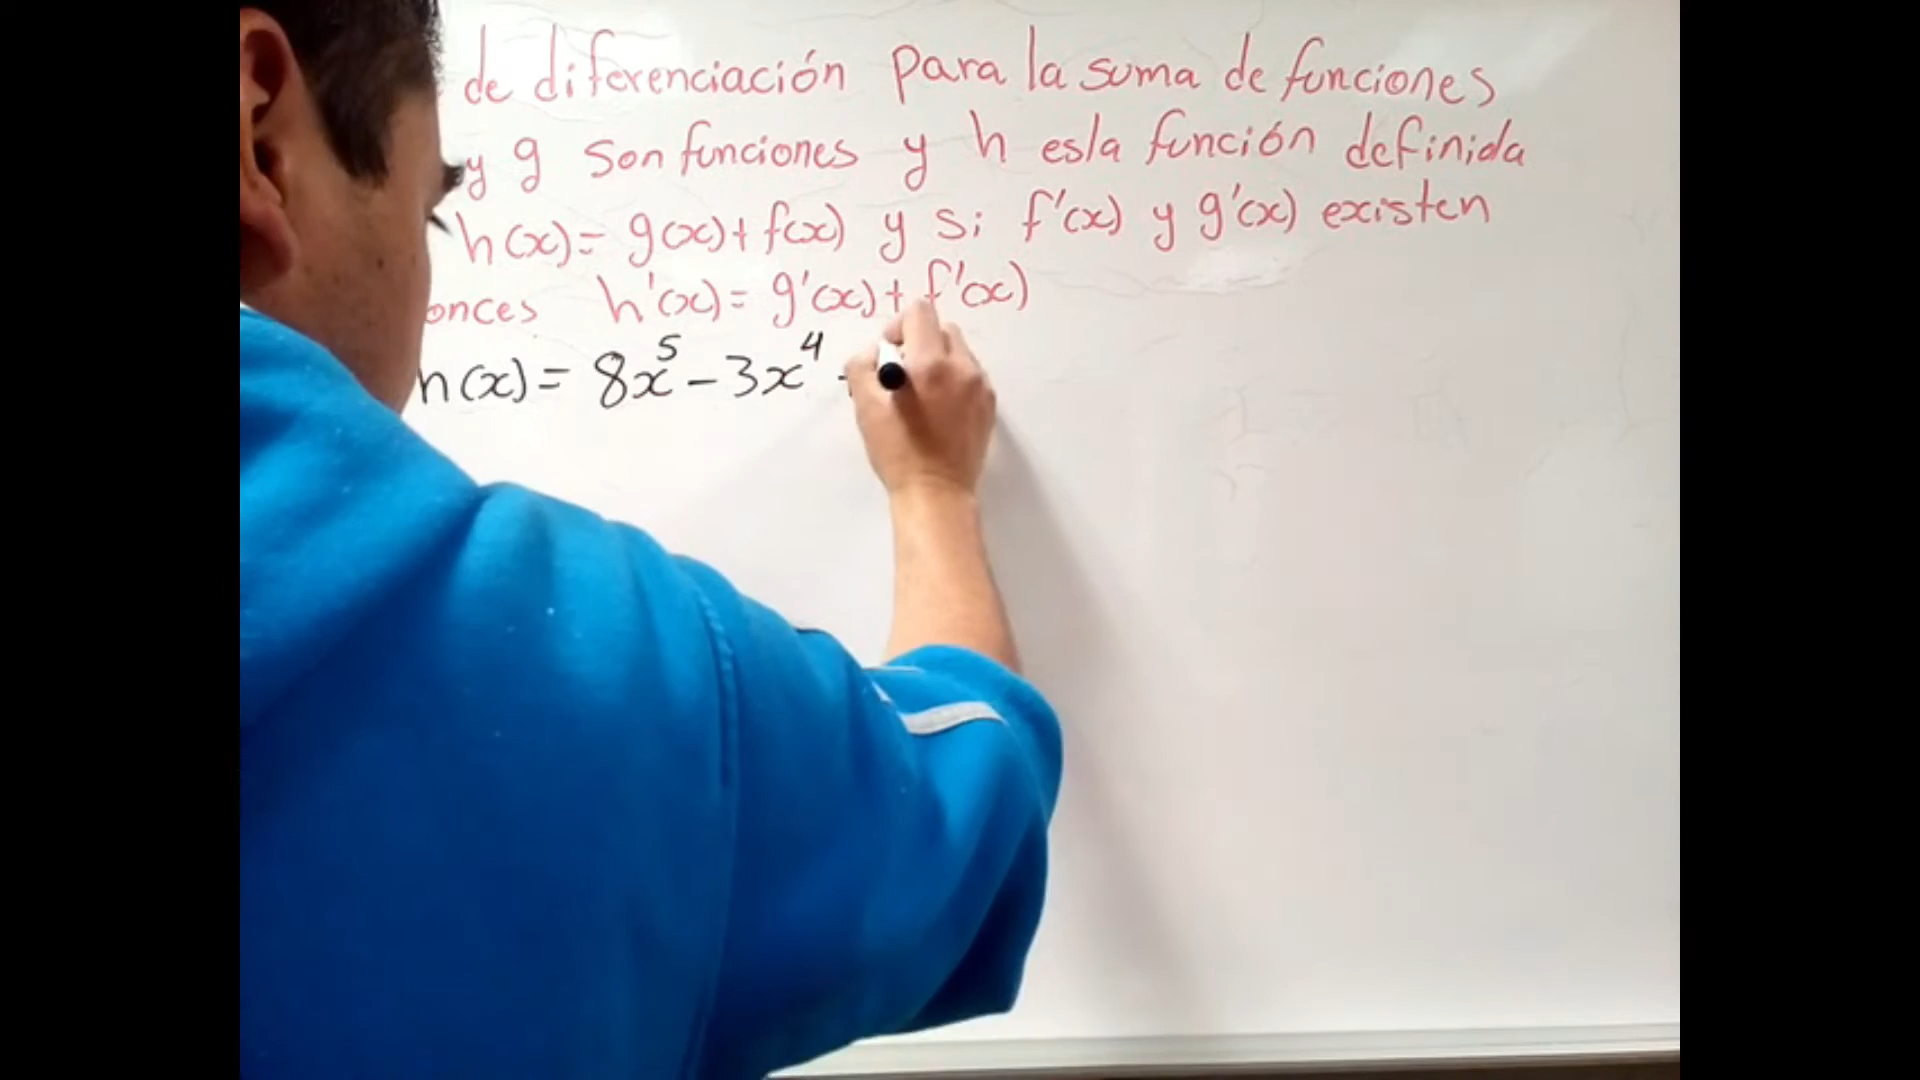 de diferenciación para la suma de funciones
y g son funciones y h es la función definida
h(x)= g(x)+f(x) y si f'(x) y g'(x) existen
onces h'(x)= g'(x)+f'(x)
h(x)= 8x⁵-3x⁴